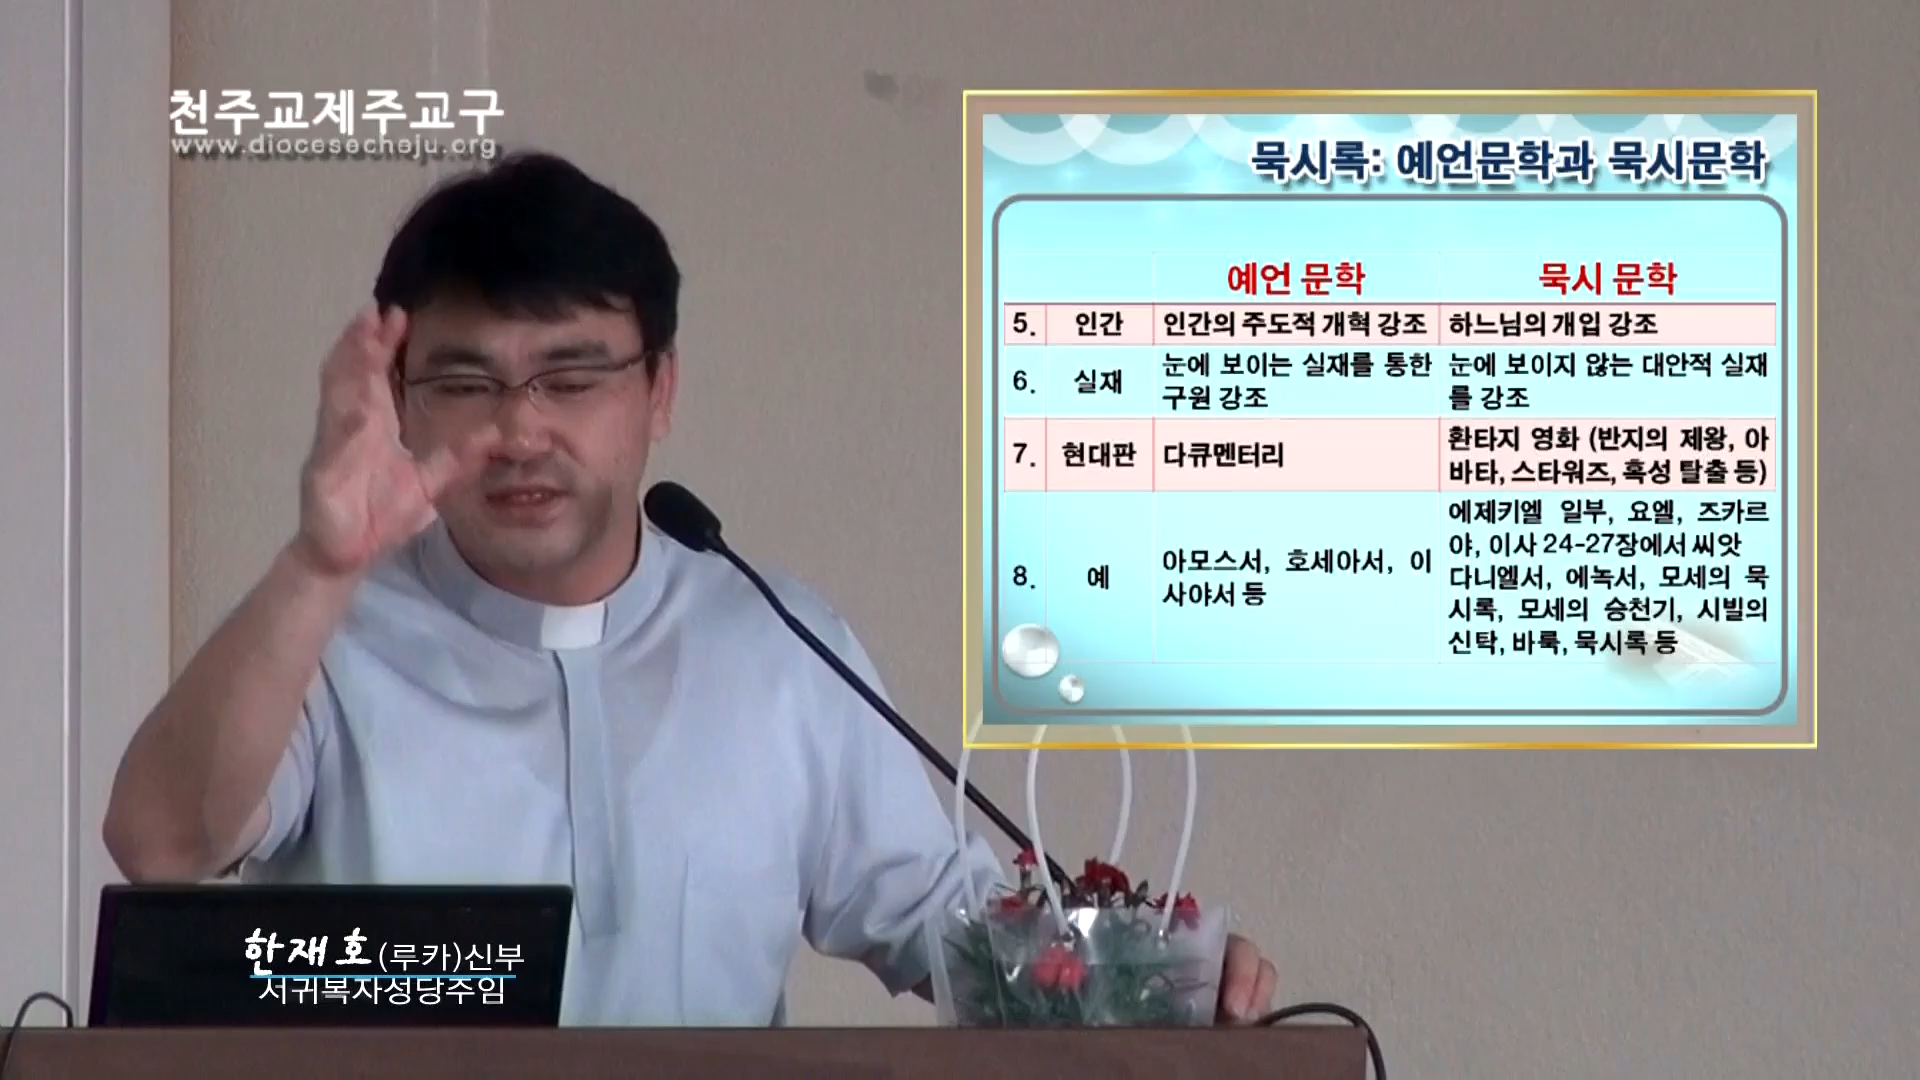 천주교제주교구
www.diocesecheju.org
묵시록: 예언문학과 묵시문학
예언 문학 묵시 문학
5. 인간 인간의 주도적 개혁 강조 하느님의 개입 강조
6. 실재 눈에 보이는 실재를 통한
구원 강조
눈에 보이지 않는 대안적 실재
를 강조
7. 현대판 다큐멘터리
환타지 영화 (반지의 제왕, 아
바타, 스타워즈, 혹성 탈출 등)
8. 예
아모스서, 호세아서, 이
사야서 등
에제키엘 일부, 요엘, 즈카르
야, 이사 24-27장에서 씨앗
다니엘서, 에녹서, 모세의 묵
시록, 모세의 승천기, 시빌의
신탁, 바룩, 묵시록 등
한재호(루카)신부
서귀복자성당주임